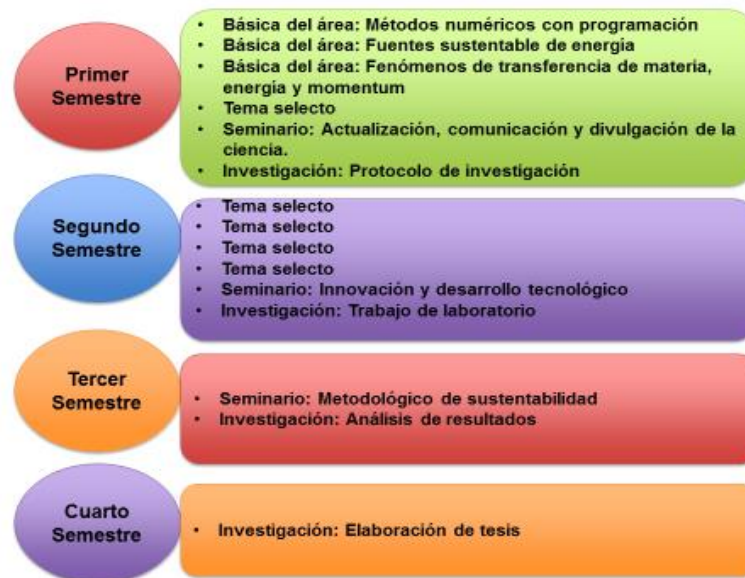 Primer
Semestre
• Básica del área: Métodos numéricos con programación
• Básica del área: Fuentes sustentable de energía
• Básica del área: Fenómenos de transferencia de materia,
energía y momentum
• Tema selecto
• Seminario: Actualización, comunicación y divulgación de la
ciencia.
• Investigación: Protocolo de investigación
Segundo
Semestre
• Tema selecto
• Tema selecto
• Tema selecto
• Tema selecto
• Seminario: Innovación y desarrollo tecnológico
• Investigación: Trabajo de laboratorio
Tercer
Semestre
• Seminario: Metodológico de sustentabilidad
• Investigación: Análisis de resultados
Cuarto
Semestre
• Investigación: Elaboración de tesis